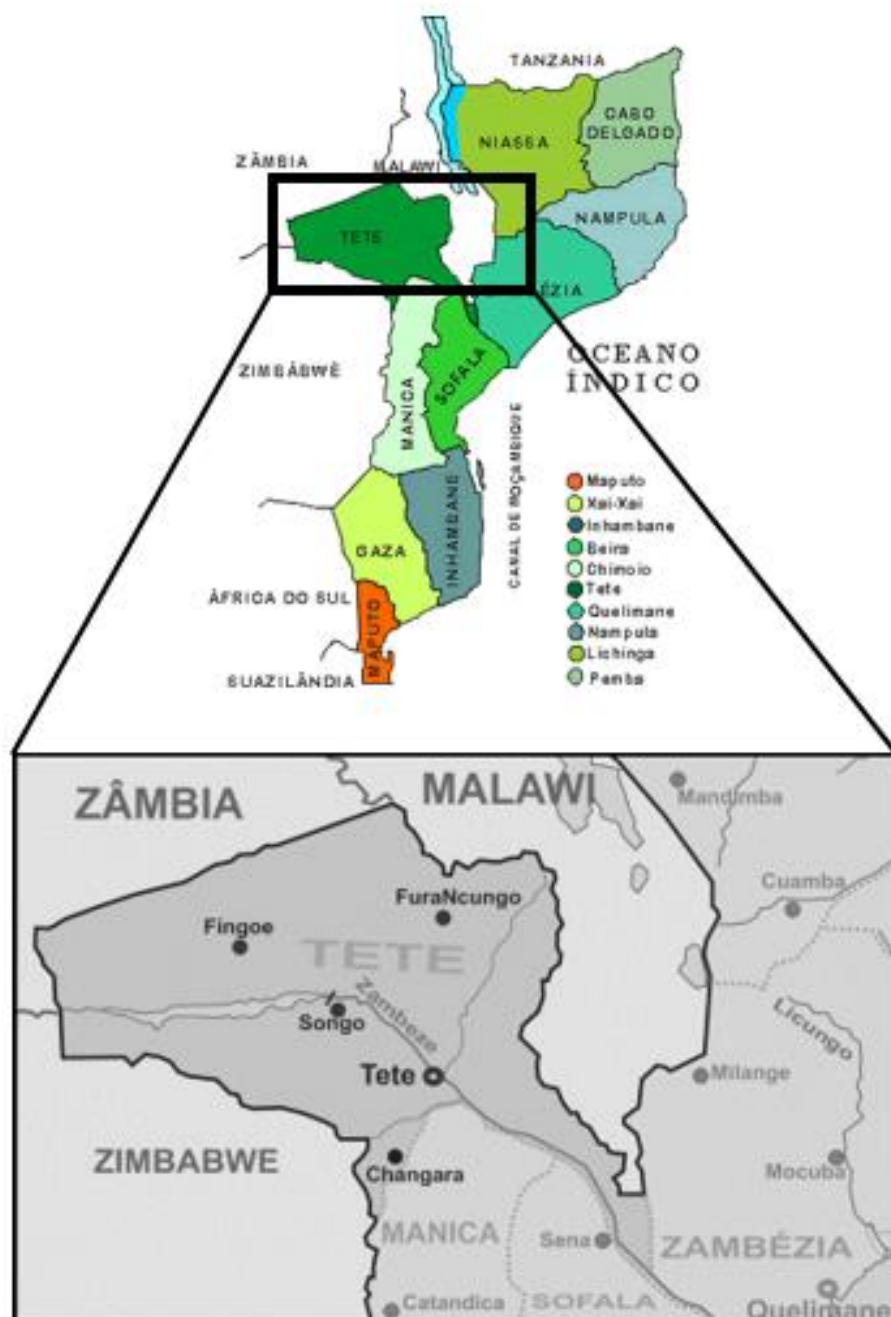 TANZANIA
CABO
DELGADO
NIASSA
ZÂMBIA
MALAWI
NAMPULA
TETE
ÉZIA
OCEANO
ÍNDICO
ZIMBÁBWÈ
SOFALA
MANICA
CANAL DE MOÇAMBIQUE
INHAMBANE
GAZA
Maputo
Xai-Xai
Inhambane
Beira
Chimoio
Tete
Quelimane
Nampula
Lichinga
Pemba
ÁFRICA DO SUL
MAPUTO
SUAZILÂNDIA
ZÂMBIA
MALAWI
Mandimba
Cuamba
FuraNcungo
Fingoe
TETE
Zambeze
Songo
Licungo
Tete
Milange
ZIMBABWE
Changara
Mocuba
MANICA
Sena
ZAMBÉZIA
Catandica
SOFALA
Quelimane